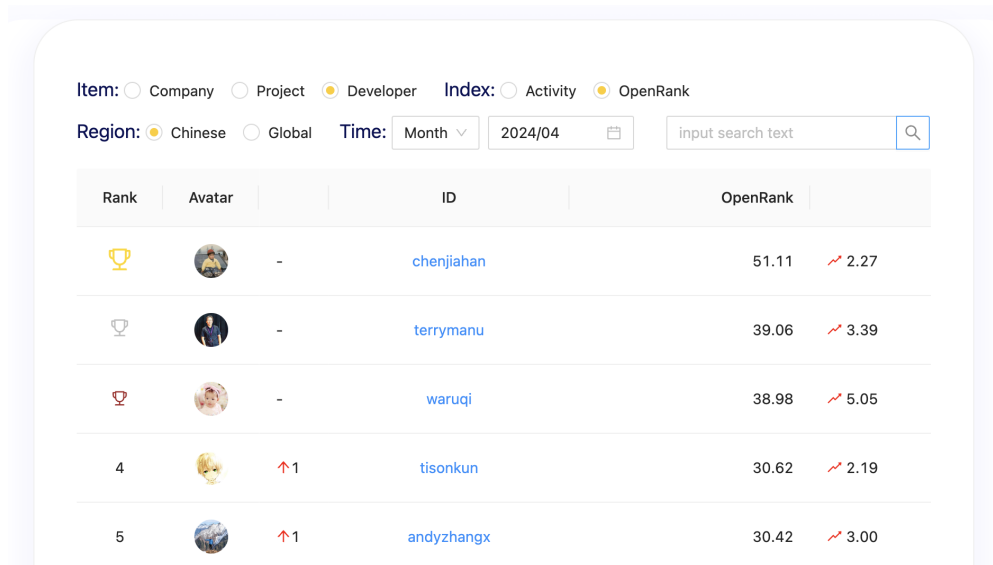 Item: Company Project Developer Index: Activity OpenRank
Region: Chinese Global Time: Month 2024/04 input search text
Rank Avatar ID OpenRank
- chenjiahan 51.11 2.27
- terrymanu 39.06 3.39
- waruqi 38.98 5.05
4 ↑1 tisonkun 30.62 2.19
5 ↑1 andyzhangx 30.42 3.00